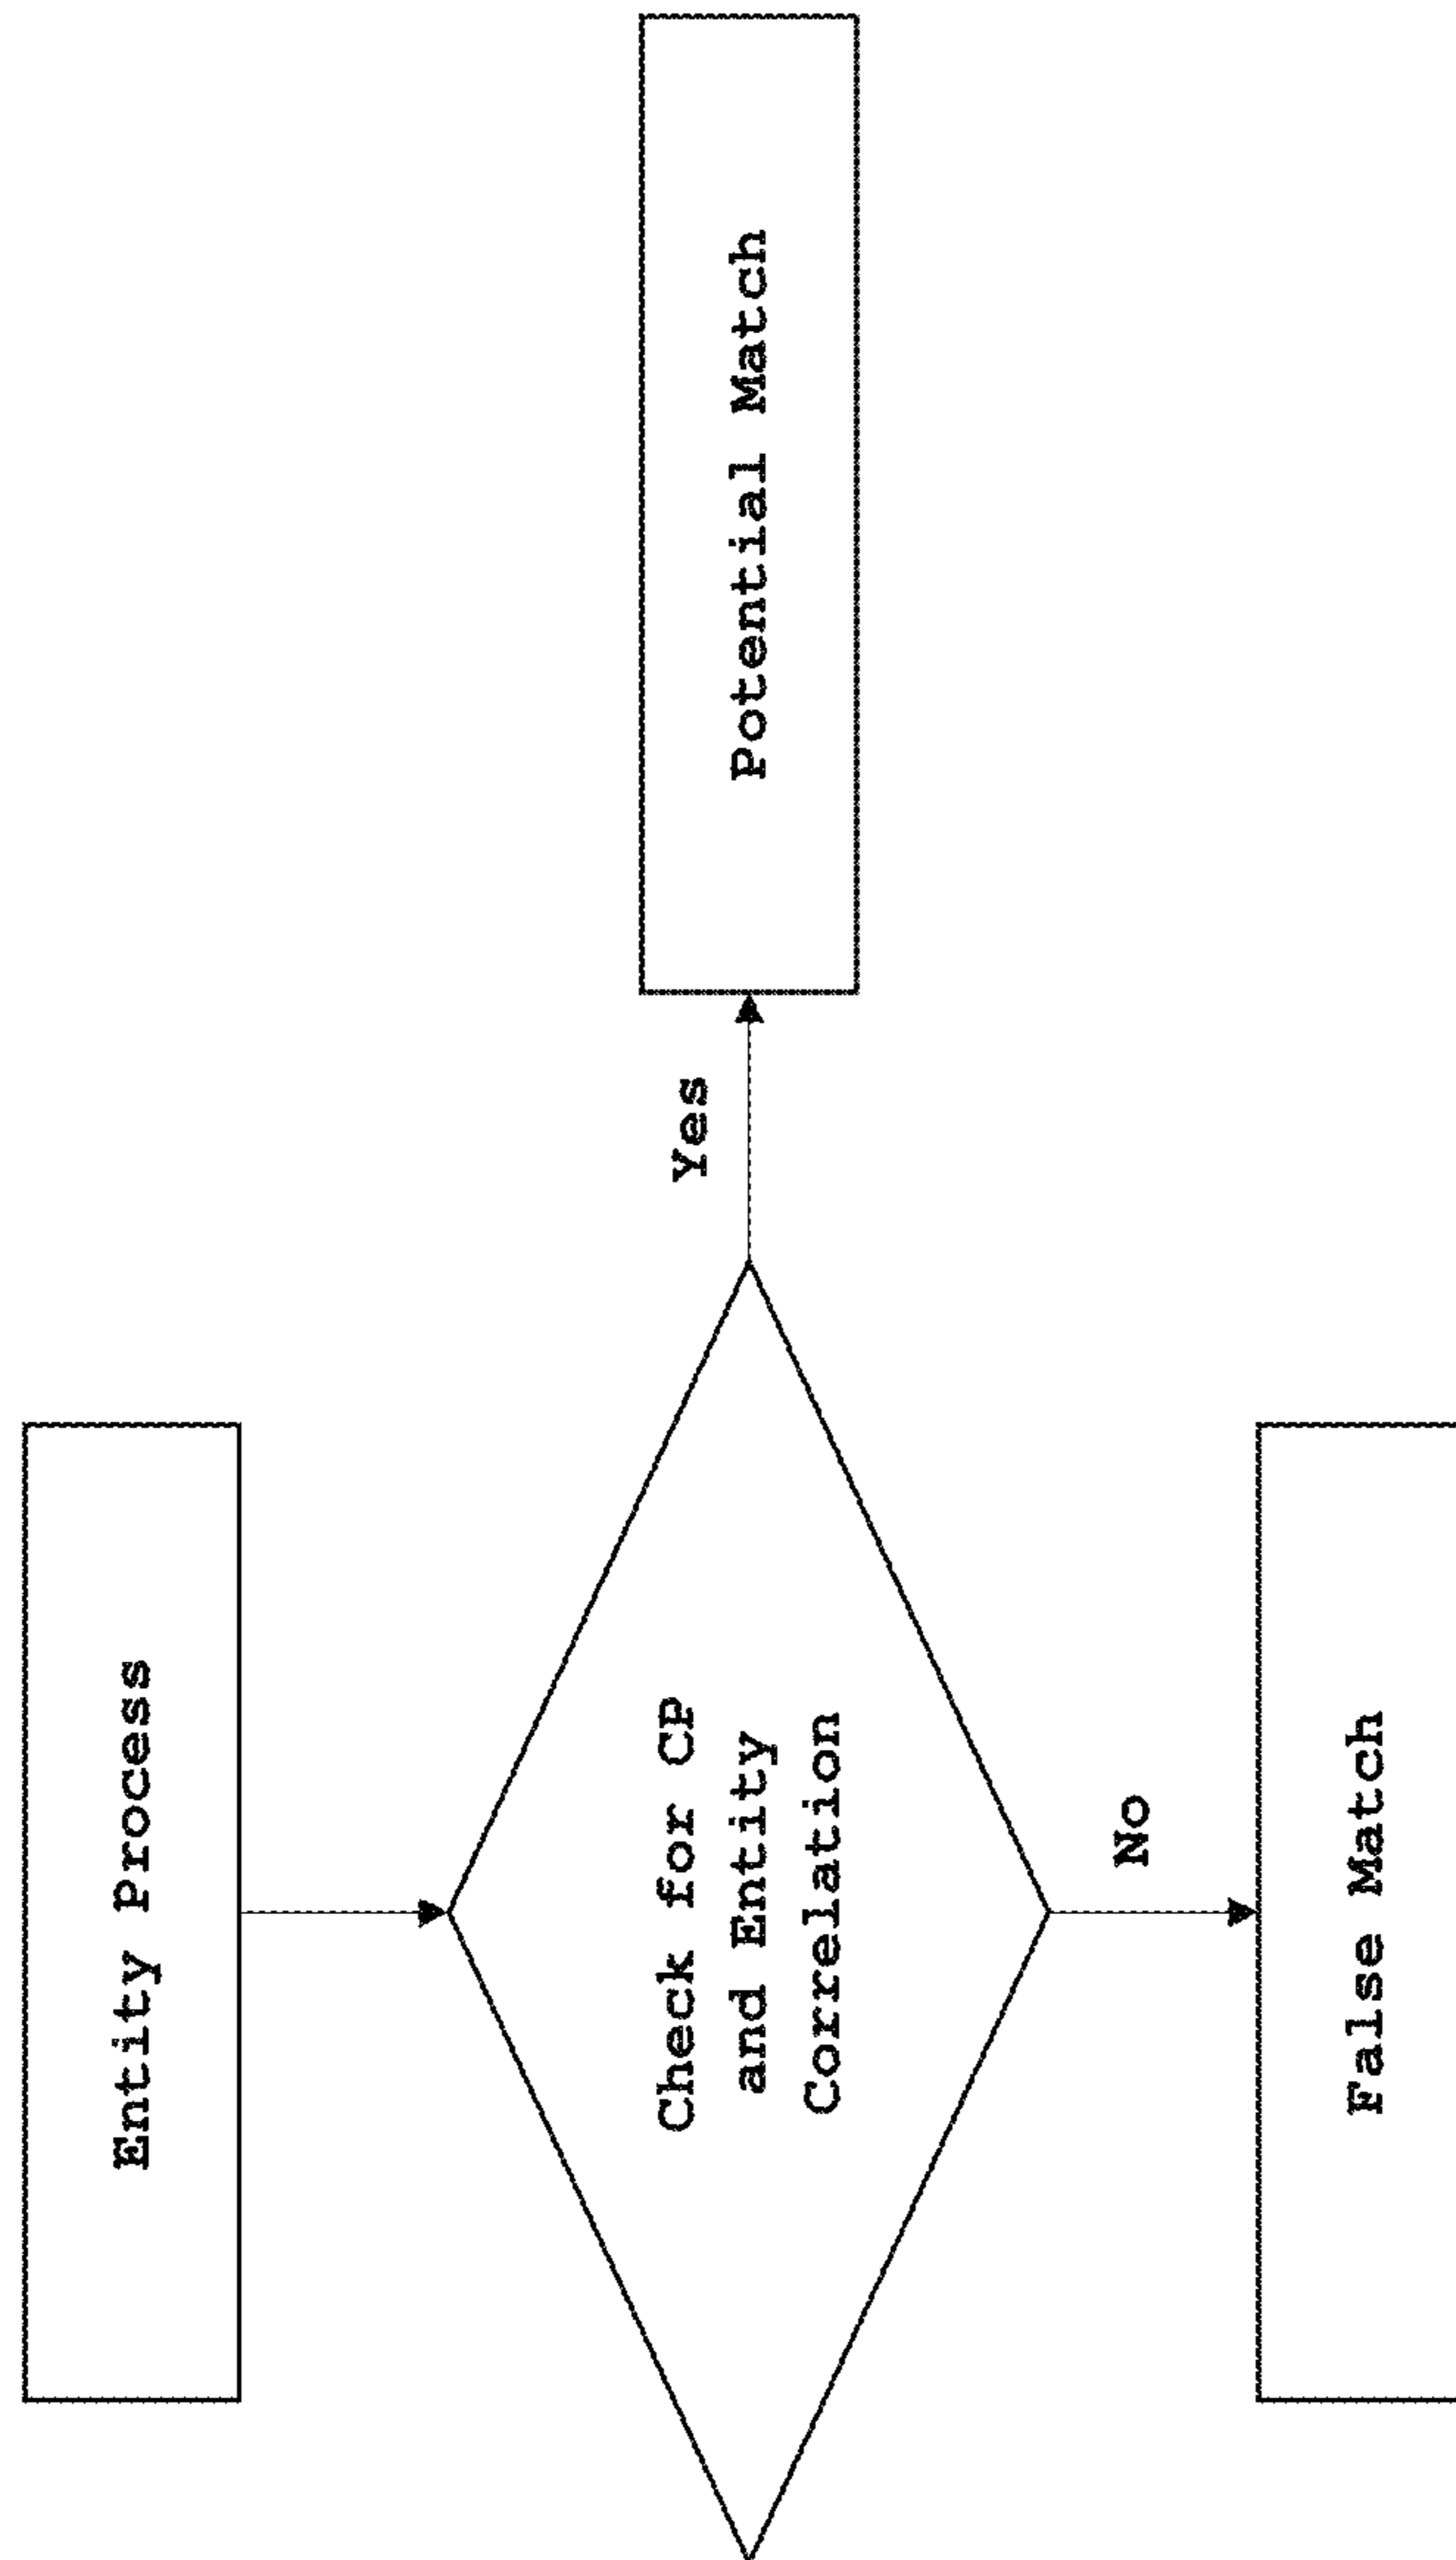 Entity Process
Check for CP
and Entity
Correlation
Yes
Potential Match
No
False Match